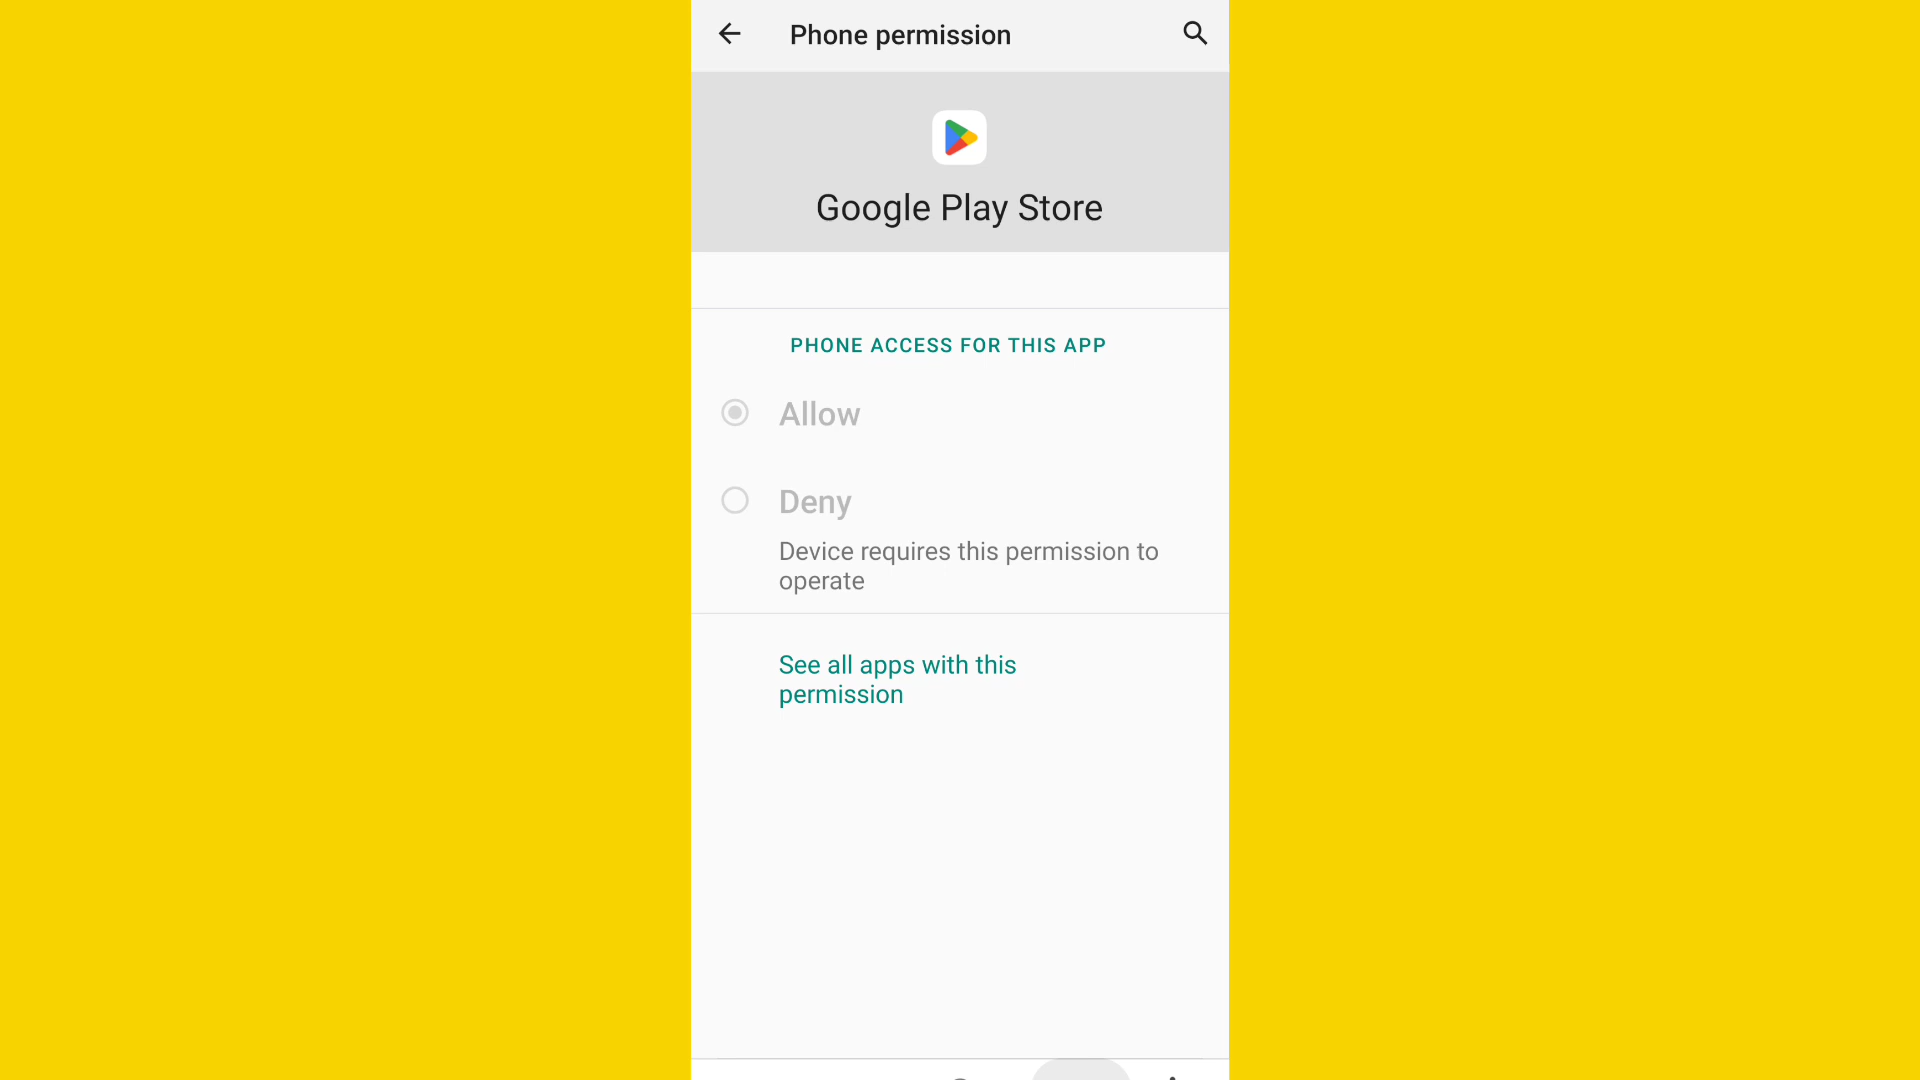 Phone permission
Google Play Store
PHONE ACCESS FOR THIS APP
Allow
Deny
Device requires this permission to
operate
See all apps with this
permission